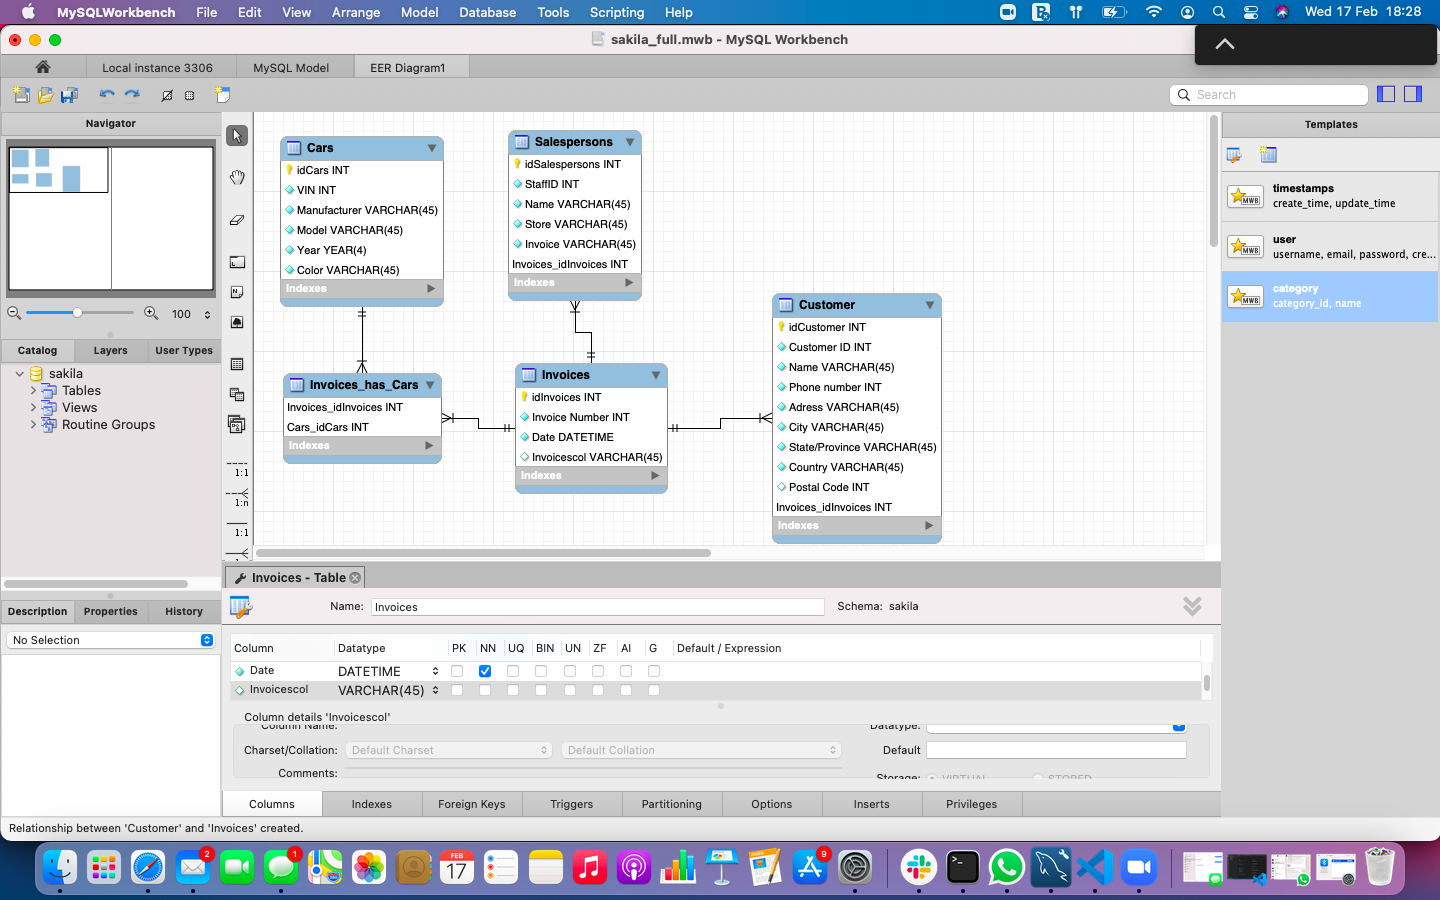 MySQLWorkbench File Edit View Arrange Model Database Tools Scripting Help Wed 17 Feb 18:28
sakila_full.mwb - MySQL Workbench
Local instance 3306 MySQL Model EER Diagram1
Search
Navigator
100
Catalog Layers User Types
sakila
Tables
Views
Routine Groups
Description Properties History
No Selection
1:1
1:n
1:1
Cars
idCars INT
VIN INT
Manufacturer VARCHAR(45)
Model VARCHAR(45)
Year YEAR(4)
Color VARCHAR(45)
Indexes
Salespersons
idSalespersons INT
StaffID INT
Name VARCHAR(45)
Store VARCHAR(45)
Invoice VARCHAR(45)
Invoices_idInvoices INT
Indexes
Invoices_has_Cars
Invoices_idInvoices INT
Cars_idCars INT
Indexes
Invoices
idInvoices INT
Invoice Number INT
Date DATETIME
Invoicescol VARCHAR(45)
Indexes
Customer
idCustomer INT
Customer ID INT
Name VARCHAR(45)
Phone number INT
Adress VARCHAR(45)
City VARCHAR(45)
State/Province VARCHAR(45)
Country VARCHAR(45)
Postal Code INT
Invoices_idInvoices INT
Indexes
Templates
MWB
timestamps
create_time, update_time
MWB
user
username, email, password, cre...
MWB
category
category_id, name
Invoices - Table
Name: Invoices Schema: sakila
Column Datatype PK NN UQ BIN UN ZF AI G Default / Expression
Date DATETIME
Invoicescol VARCHAR(45)
Column details 'Invoicescol'
Column Name: Datatype:
Charset/Collation: Default Charset Default Collation Default
Comments: Storage: VIRTUAL STORED
Columns Indexes Foreign Keys Triggers Partitioning Options Inserts Privileges
Relationship between 'Customer' and 'Invoices' created.
2
1
FEB
17
9